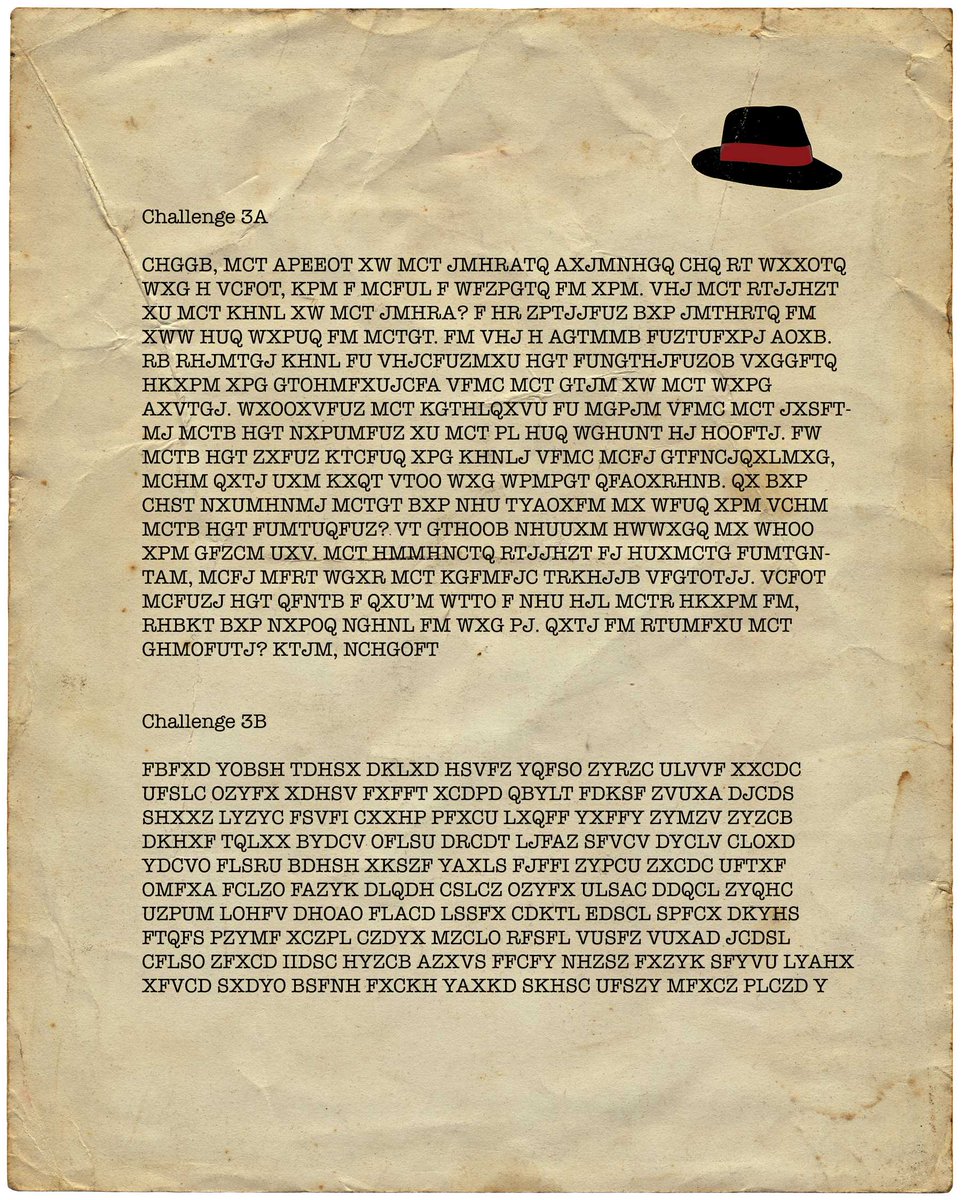 Challenge 3A
CHGGB, MCT APEEOT XW MCT JMHRATQ AXJMNHGQ CHQ RT WXXOTQ
WXG H VCFOT, KPM F MCFUL F WFZPGTQ FM XPM. VHJ MCT RTJJHZT
XU MCT KHNL XW MCT JMHRA? F HR ZPTJJFUZ BXP JMTHRTQ FM
XWW HUQ WXPUQ FM MCTGT. FM VHJ H AGTMMB FUZTUFXPJ AOXB.
RB RHJMTGJ KHNL FU VHJCFUZMXU HGT FUNGTHJFUZOB VXGGFTQ
HKXPM XPG GTOHMFXUJCFA VFMC MCT GTJM XW MCT WXPG
AXVTGJ. WXOOXVFUZ MCT KGTHLQXVU FU MGPJM VFMC MCT JXSFT-
MJ MCTB HGT NXPUMFUZ XU MCT PL HUQ WGHUNT HJ HOOFTJ. FW
MCTB HGT ZXFUZ KTCFUQ XPG KHNLJ VFMC MCFJ GTFNCJQXLMXG,
MCHM QXTJ UXM KXQT VTOO WXG WPMPGT QFAOXRHNB. QX BXP
CHST NXUMHNMJ MCTGT BXP NHU TYAOXFM MX WFUQ XPM VCHM
MCTB HGT FUMTUQFUZ? VT GTHOOB NHUUXM HWWXGQ MX WHOO
XPM GFZCM UXV. MCT HMMHNCTQ RTJJHZT FJ HUXMCTG FUMTGN-
TAM, MCFJ MFRT WGXR MCT KGFMFJC TRKHJJB VFGTOTJJ. VCFOT
MCFUZJ HGT QFNTB F QXU'M WTTO F NHU HJL MCTR HKXPM FM,
RHBKT BXP NXPOQ NGHNL FM WXG PJ. QXTJ FM RTUMFXU MCT
GHMOFUTJ? KTJM, NCHGOFT
Challenge 3B
FBFXD YOBSH TDHSX DKLXD HSVFZ YQFSO ZYRZC ULVVF XXCDC
UFSLC OZYFX XDHSV FXFFT XCDPD QBYLT FDKSF ZVUXA DJCDS
SHXXZ LYZYC FSVFI CXXHP PFXCU LXQFF YXFFY ZYMZV ZYZCB
DKHXF TQLXX BYDCV OFLSU DRCDT LJFAZ SFVCV DYCLV CLOXD
YDCVO FLSRU BDHSH XKSZF YAXLS FJFFI ZYPCU ZXCDC UFTXF
OMFXA FCLZO FAZYK DLQDH CSLCZ OZYFX ULSAC DDQCL ZYQHC
UZPUM LOHFV DHOAO FLACD LSSFX CDKTL EDSCL SPFCX DKYHS
FTQFS PZYMF XCZPL CZDYX MZCLO RFSFL VUSFZ VUXAD JCDSL
CFLSO ZFXCD IIDSC HYZCB AZXVS FFCFY NHZSZ FXZYK SFYVU LYAHX
XFVCD SXDYO BSFNH FXCKH YAXKD SKHSC UFSZY MFXCZ PLCZD Y